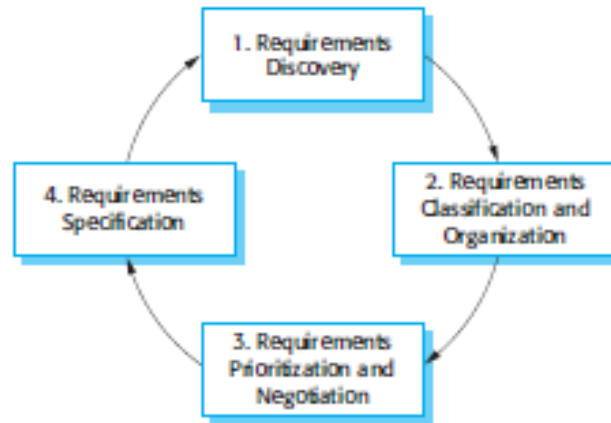 1. Requirements
Discovery
2. Requirements
Classification and
Organization
3. Requirements
Prioritization and
Negotiation
4. Requirements
Specification